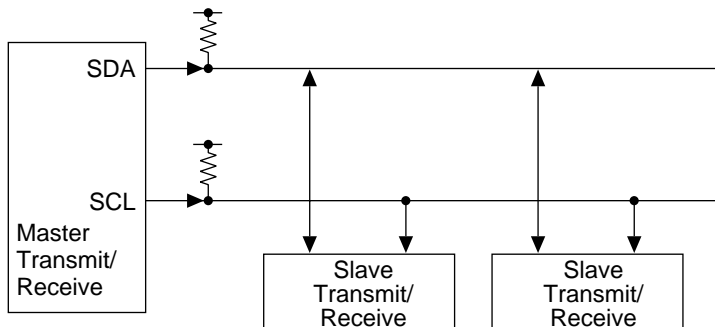 SDA
SCL
Master
Transmit/
Receive
Slave
Transmit/
Receive
Slave
Transmit/
Receive